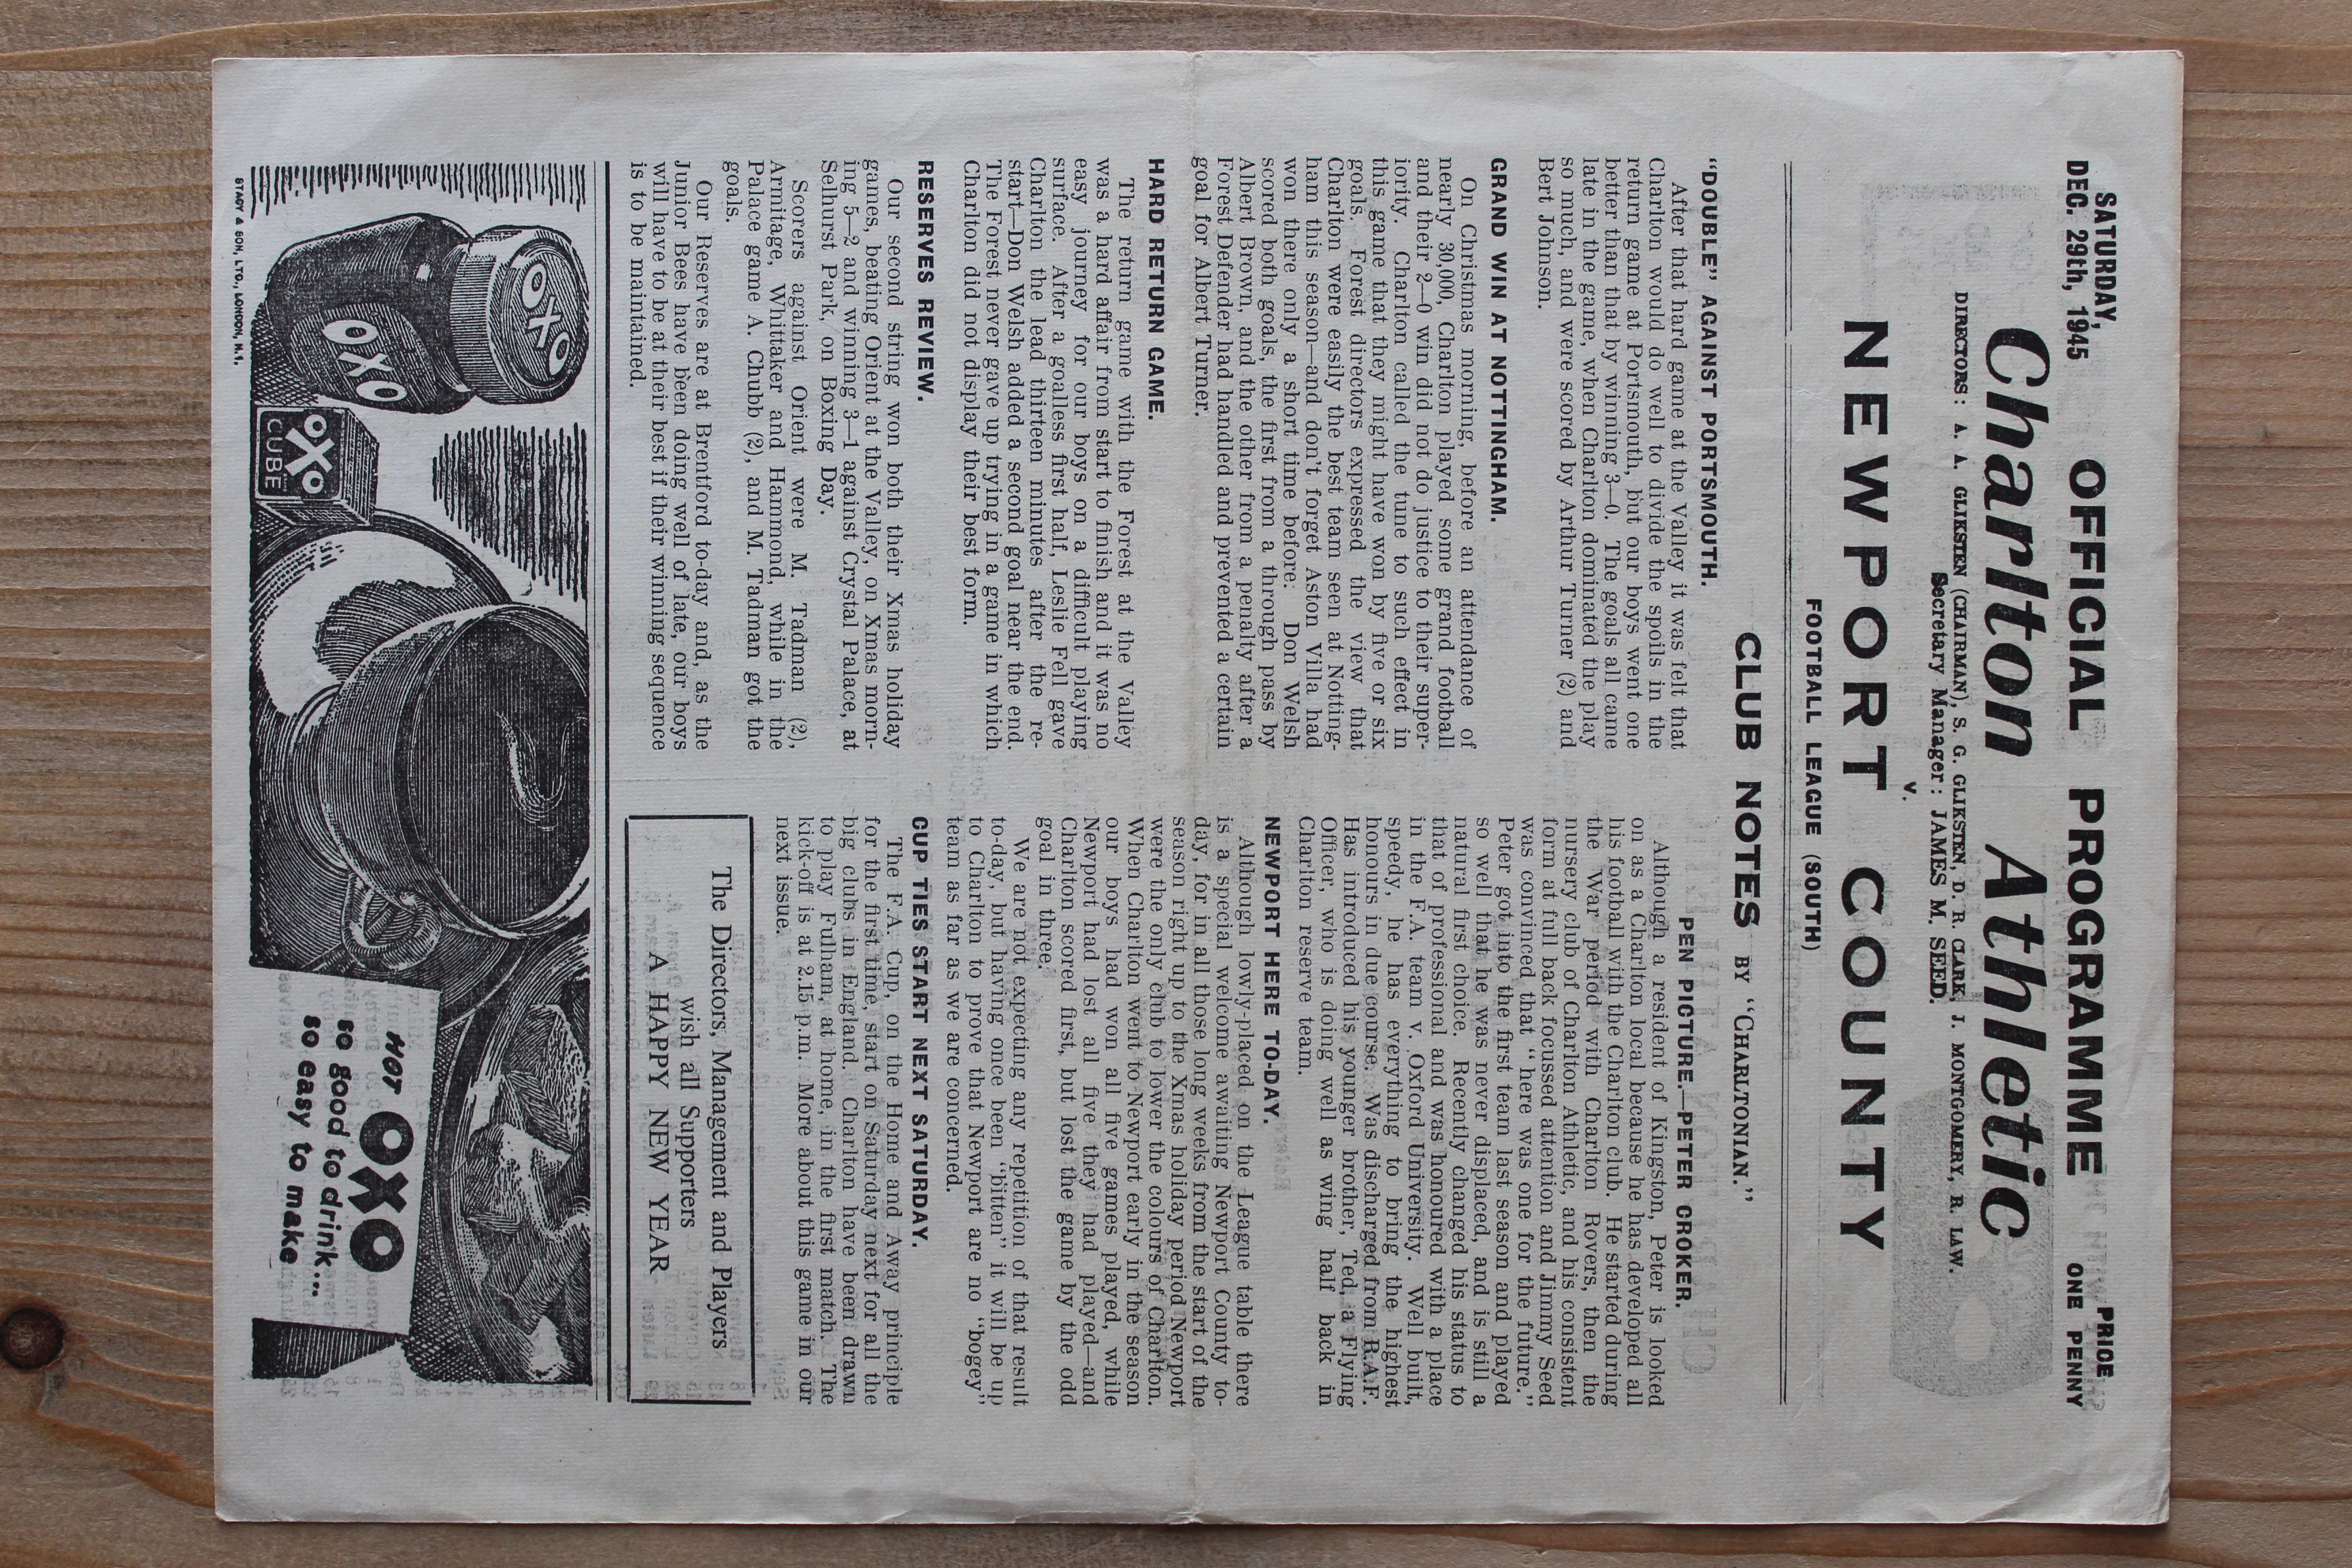 SATURDAY,
DEC. 29th, 1945
OFFICIAL PROGRAMME
PRICE
ONE PENNY
Charlton Athletic
DIRECTORS: A. A. GLIKSTEN (CHAIRMAN), S. G. GLIKSTEN, D. R. CLARK, J. MONTGOMERY, R. LAW.
Secretary Manager: JAMES M. SEED.
v.
NEWPORT COUNTY
FOOTBALL LEAGUE (SOUTH)
CLUB NOTES BY "CHARLTONIAN."
"DOUBLE" AGAINST PORTSMOUTH.
After that hard game at the Valley it was felt that
Charlton would do well to divide the spoils in the
return game at Portsmouth, but our boys went one
better than that by winning 3—0. The goals all came
late in the game, when Charlton dominated the play
so much, and were scored by Arthur Turner (2) and
Bert Johnson.
GRAND WIN AT NOTTINGHAM.
On Christmas morning, before an attendance of
nearly 30,000, Charlton played some grand football
and their 2—0 win did not do justice to their super-
iority. Charlton called the tune to such effect in
this game that they might have won by five or six
goals. Forest directors expressed the view that
Charlton were easily the best team seen at Notting-
ham this season—and don't forget Aston Villa had
won there only a short time before: Don Welsh
scored both goals, the first from a through pass by
Albert Brown, and the other from a penalty after a
Forest Defender had handled and prevented a certain
goal for Albert Turner.
HARD RETURN GAME.
The return game with the Forest at the Valley
was a hard affair from start to finish and it was no
easy journey for our boys on a difficult playing
surface. After a goalless first half, Leslie Fell gave
Charlton the lead thirteen minutes after the re-
start—Don Welsh added a second goal near the end.
The Forest never gave up trying in a game in which
Charlton did not display their best form.
RESERVES REVIEW.
Our second string won both their Xmas holiday
games, beating Orient at the Valley, on Xmas morn-
ing 5—2 and winning 3—1 against Crystal Palace, at
Selhurst Park, on Boxing Day.
Scorers against Orient were M. Tadman (2),
Armitage, Whittaker and Hammond, while in the
Palace game A. Chubb (2), and M. Tadman got the
goals.
Our Reserves are at Brentford to-day and, as the
Junior Bees have been doing well of late, our boys
will have to be at their best if their winning sequence
is to be maintained.
PEN PICTURE.—PETER CROKER.
Although a resident of Kingston, Peter is looked
on as a Charlton local because he has developed all
his football with the Charlton club. He started during
the War period with Charlton Rovers, then the
nursery club of Charlton Athletic, and his consistent
form at full back focussed attention and Jimmy Seed
was convinced that "here was one for the future."
Peter got into the first team last season and played
so well that he was never displaced, and is still a
natural first choice. Recently changed his status to
that of professional and was honoured with a place
in the F.A. team v. Oxford University. Well built,
speedy, he has everything to bring the highest
honours in due course. Was discharged from R.A.F.
Has introduced his younger brother, Ted, a Flying
Officer, who is doing well as wing half back in
Charlton reserve team.
NEWPORT HERE TO-DAY.
Although lowly-placed on the League table there
is a special welcome awaiting Newport County to-
day, for in all those long weeks from the start of the
season right up to the Xmas holiday period Newport
were the only club to lower the colours of Charlton.
When Charlton went to Newport early in the season
our boys had won all five games played, while
Newport had lost all five they had played—and
Charlton scored first, but lost the game by the odd
goal in three.
We are not expecting any repetition of that result
to-day, but having once been "bitten" it will be up
to Charlton to prove that Newport are no "bogey"
team as far as we are concerned.
CUP TIES START NEXT SATURDAY.
The F.A. Cup, on the Home and Away principle
for the first time, start on Saturday next for all the
big clubs in England. Charlton have been drawn
to play Fulham, at home, in the first match. The
kick-off is at 2.15 p.m. More about this game in our
next issue.
The Directors, Management and Players
wish all Supporters
A HAPPY NEW YEAR
OXO
OXO
OXO
CUBE
HOT OXO
so good to drink...
so easy to make
STACY & SON, LTD., LONDON, N.1.